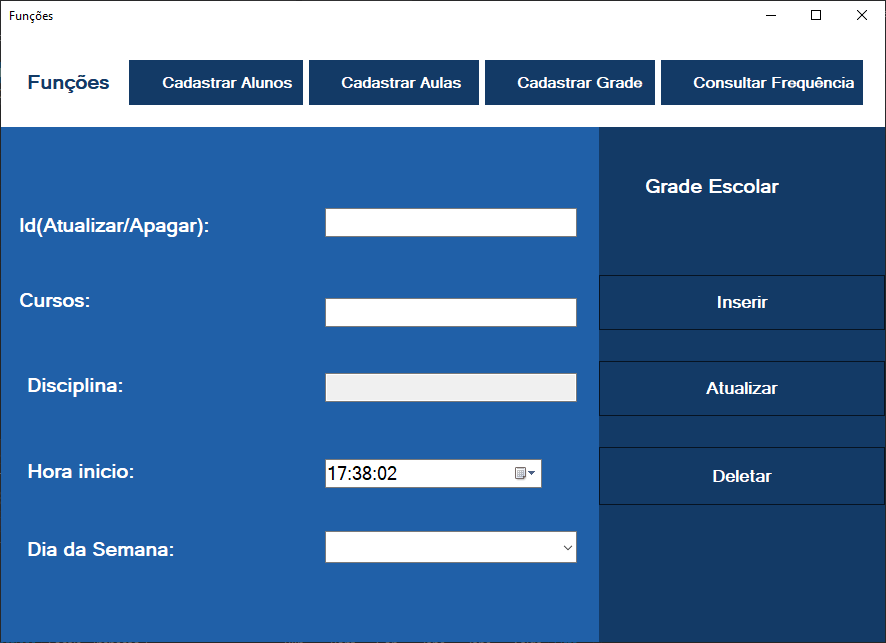 Funções
Funções
Cadastrar Alunos
Cadastrar Aulas
Cadastrar Grade
Consultar Frequência
Grade Escolar
Id(Atualizar/Apagar):
Cursos:
Inserir
Disciplina:
Atualizar
Hora inicio:
17:38:02
Deletar
Dia da Semana: